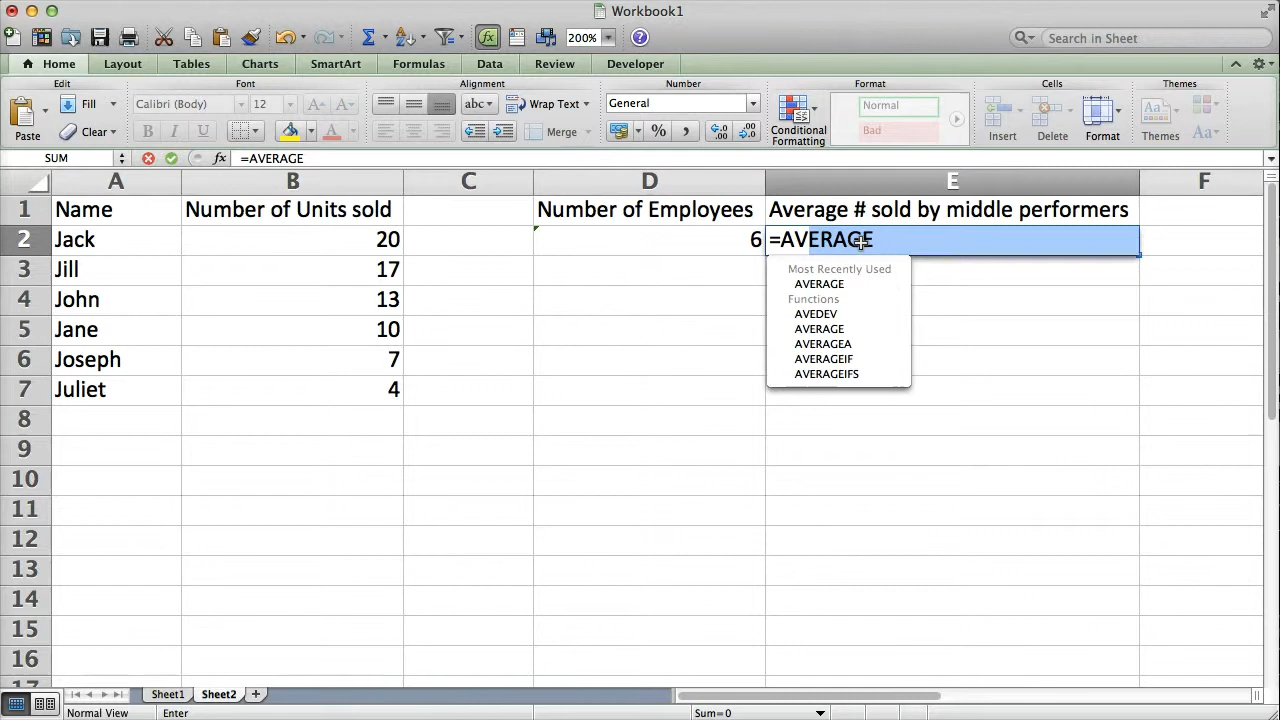 Workbook1
200%
Search in Sheet
Home Layout Tables Charts SmartArt Formulas Data Review Developer
Edit Font Alignment Number Format Cells Themes
Fill Calibri (Body) 12 abc Wrap Text General Normal
Paste Clear B I U Merge Conditional Formatting Bad Insert Delete Format Themes Aa
SUM fx =AVERAGE
A B C D E F
1 Name Number of Units sold Number of Employees Average # sold by middle performers
2 Jack 20 6 =AVERAGE
3 Jill 17 Most Recently Used
AVERAGE
4 John 13 Functions
AVEDEV
5 Jane 10 AVERAGE
AVERAGEA
6 Joseph 7 AVERAGEIF
AVERAGEIFS
7 Juliet 4
8
9
10
11
12
13
14
15
16
17
Sheet1 Sheet2
Normal View Enter Sum=0